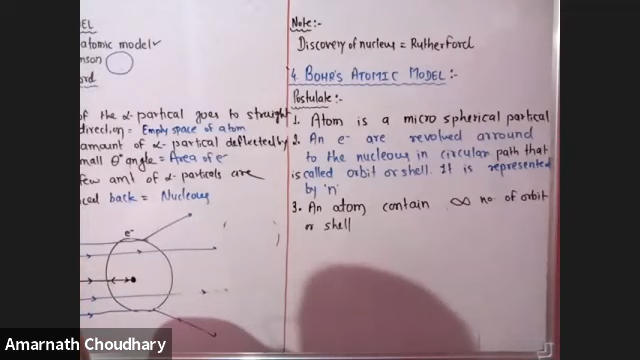 DEL
atomic model✓
mson
ord
of the α-partical goes to straight
direction = Empty space of atom
amount of α-partical deflected by
mall θ° angle = Area of e⁻
few amt of α-particals are
ced back = Nucleous
e⁻
Note:-
Discovery of nucleus = Rutherford
4. BOHR'S ATOMIC MODEL :-
Postulate :-
1. Atom is a micro spherical partical
2. An e⁻ are revolved arround
to the nucleous in circular path that
is called orbit or shell. It is represented
by 'n'
3. An atom contain ∞ no of orbit
or shell
Amarnath Choudhary